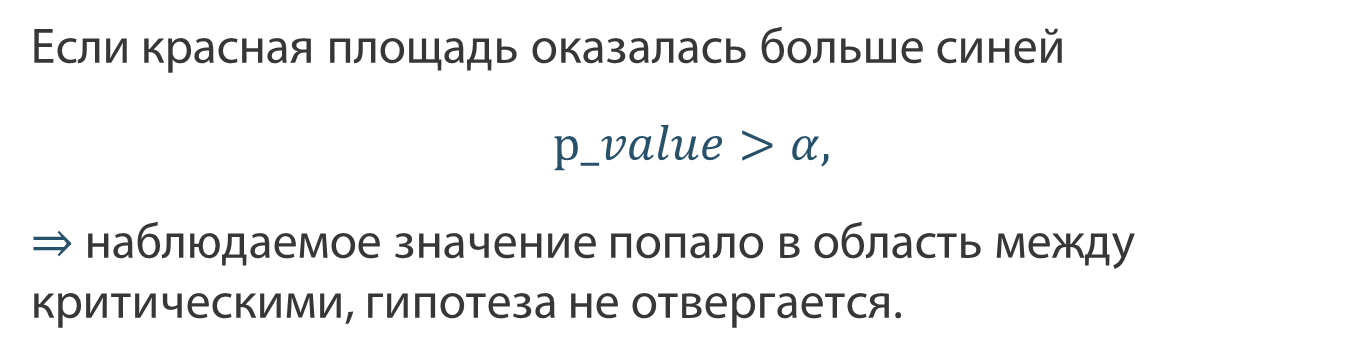 Если красная площадь оказалась больше синей
p_value > α,
⇒ наблюдаемое значение попало в область между
критическими, гипотеза не отвергается.